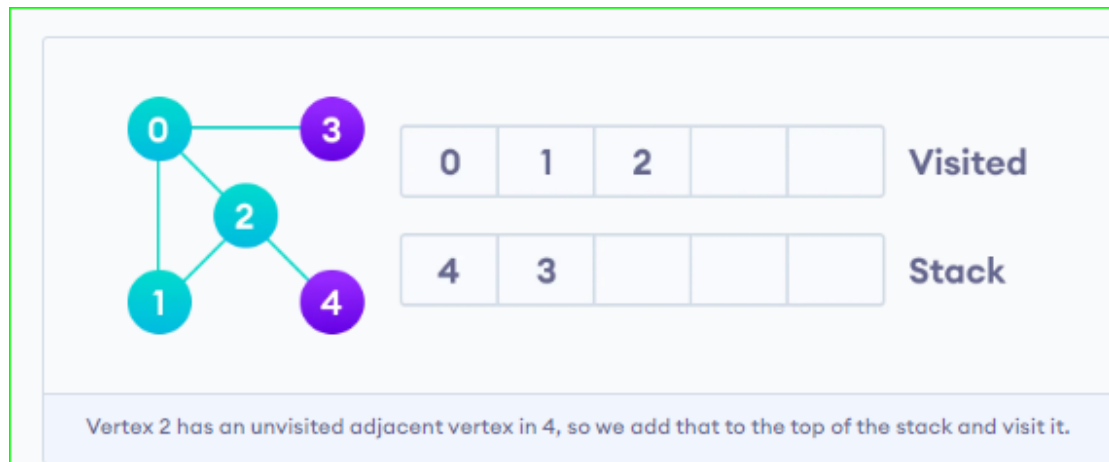 0 3
0 1 2 Visited
2
4 3 Stack
1 4
Vertex 2 has an unvisited adjacent vertex in 4, so we add that to the top of the stack and visit it.